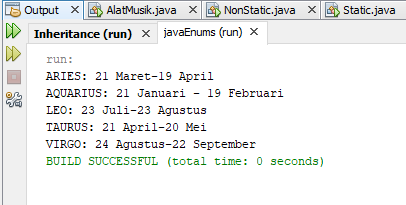 Output AlatMusik.java NonStatic.java Static.java
Inheritance (run) javaEnums (run)
run:
ARIES: 21 Maret-19 April
AQUARIUS: 21 Januari - 19 Februari
LEO: 23 Juli-23 Agustus
TAURUS: 21 April-20 Mei
VIRGO: 24 Agustus-22 September
BUILD SUCCESSFUL (total time: 0 seconds)